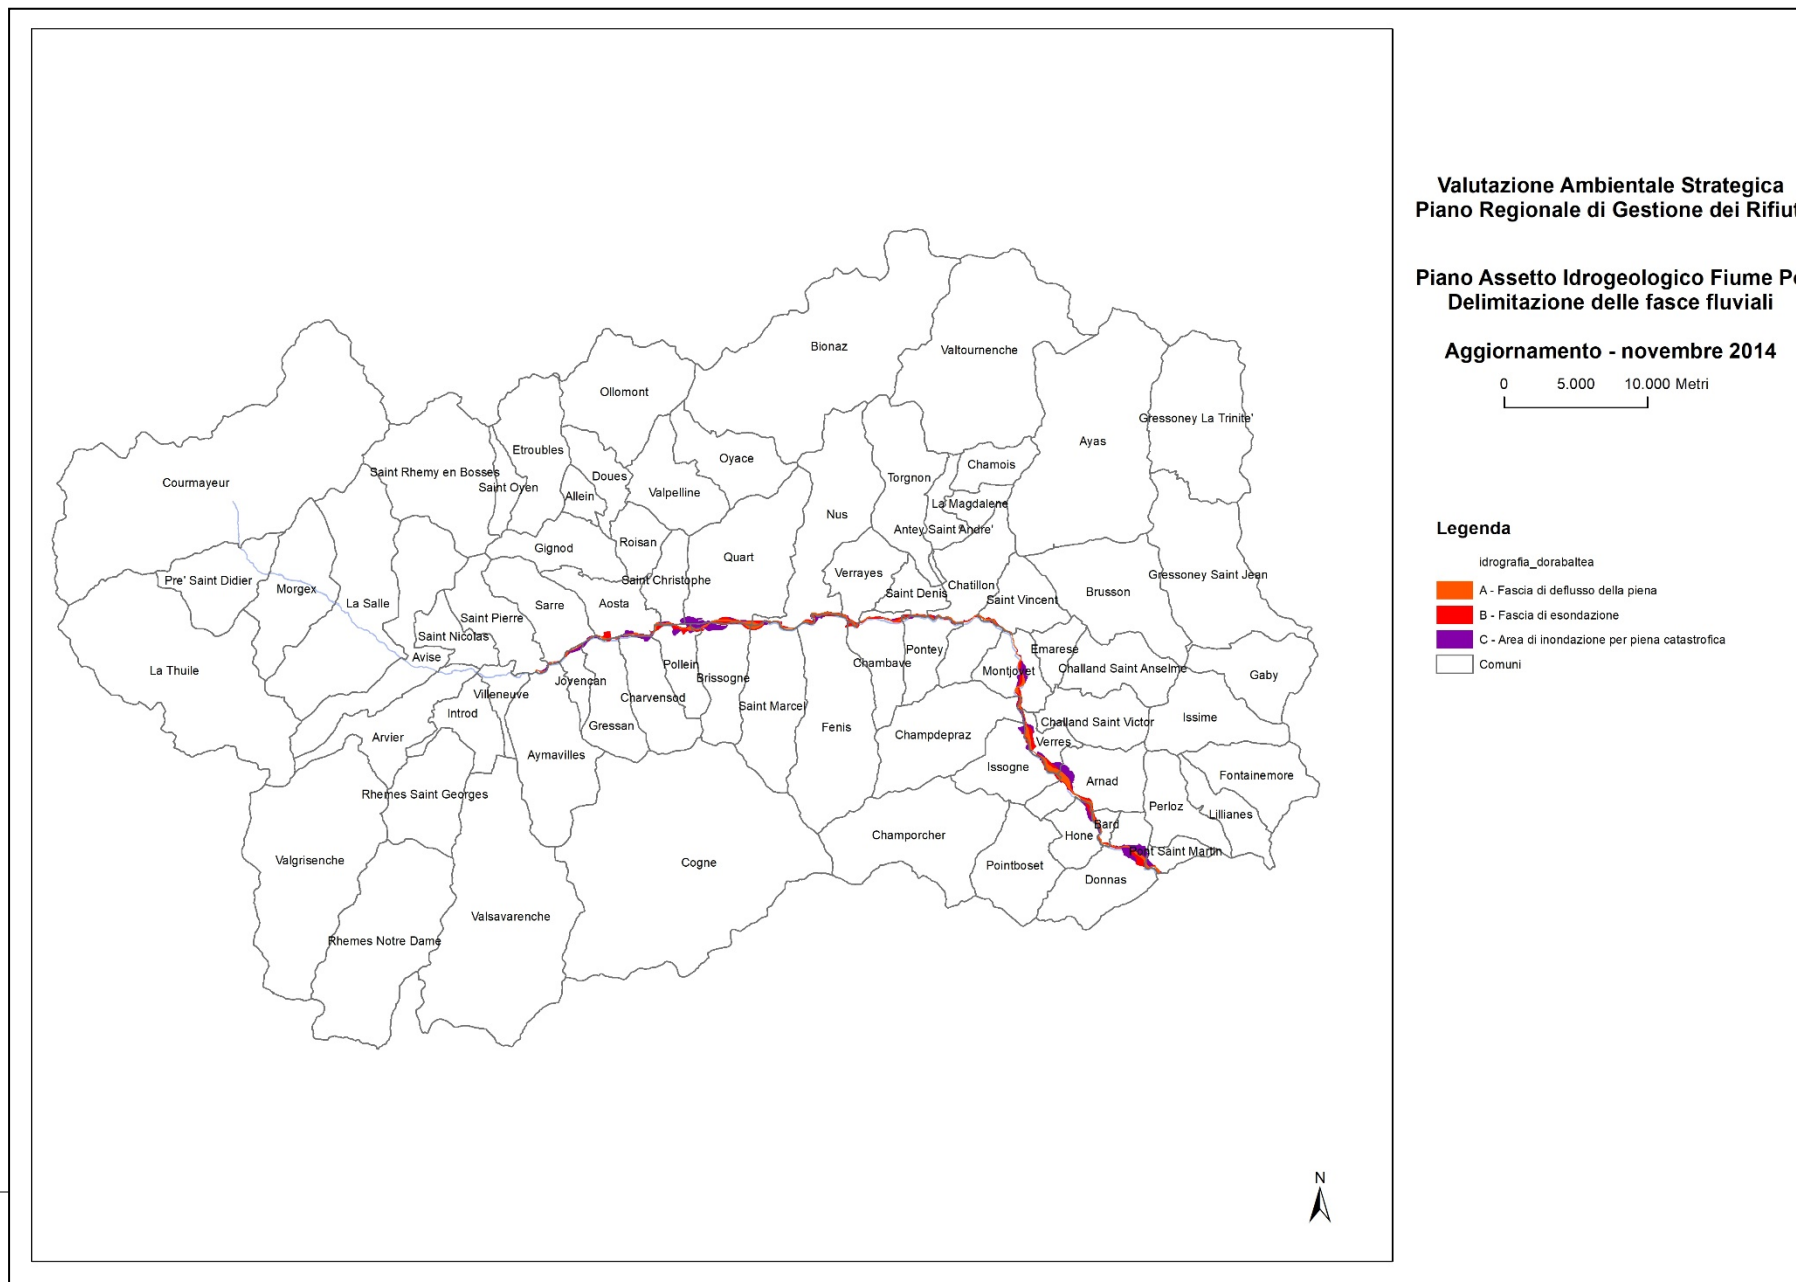 Valutazione Ambientale Strategica
Piano Regionale di Gestione dei Rifiut
Piano Assetto Idrogeologico Fiume Po
Delimitazione delle fasce fluviali
Aggiornamento - novembre 2014
0 5.000 10.000 Metri
Legenda
idrografia_dorabaltea
A - Fascia di deflusso della piena
B - Fascia di esondazione
C - Area di inondazione per piena catastrofica
Comuni
Bionaz
Valtournenche
Ollomont
Gressoney La Trinite'
Ayas
Etroubles
Oyace
Chamois
Saint Rhemy en Bosses
Doues
Torgnon
Courmayeur
Saint Oyen
Allein
Valpelline
La Magdalene
Nus
Antey Saint Andre'
Roisan
Gignod
Quart
Verrayes
Gressoney Saint Jean
Pre' Saint Didier
Saint Christophe
Chatillon
Morgex
Saint Denis
Brusson
La Salle
Sarre
Aosta
Saint Vincent
Saint Pierre
Saint Nicolas
Emarese
Avise
Pontey
Pollein
Chambave
La Thuile
Montjovet
Challand Saint Anselme
Gaby
Jovencan
Brissogne
Villeneuve
Charvensod
Saint Marcel
Introd
Issime
Gressan
Fenis
Challand Saint Victor
Arvier
Champdepraz
Verres
Aymavilles
Issogne
Fontainemore
Arnad
Rhemes Saint Georges
Perloz
Lillianes
Bard
Champorcher
Hone
Pont Saint Martin
Valgrisenche
Cogne
Pointboset
Donnas
Valsavarenche
Rhemes Notre Dame
N